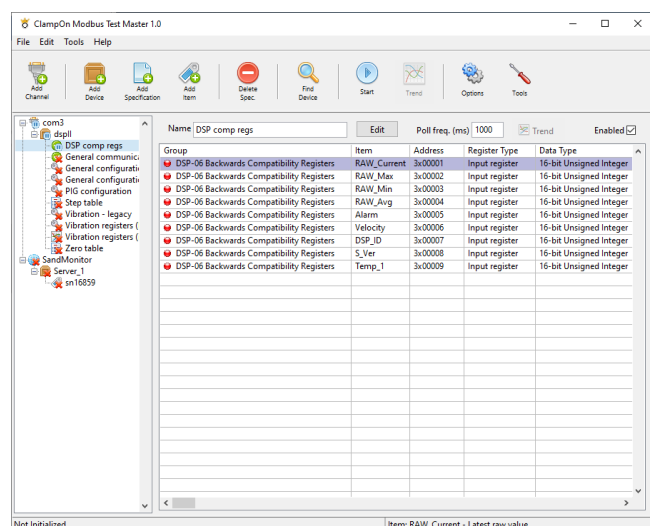 ClampOn Modbus Test Master 1.0
File Edit Tools Help
Add Channel
Add Device
Add Specification
Add Item
Delete Spec.
Find Device
Start
Trend
Options
Tools
com3
dspII
DSP comp regs
General communica
General configuratio
General configuratio
PIG configuration
Step table
Vibration - legacy
Vibration registers (
Vibration registers (
Zero table
SandMonitor
Server_1
sn16859
Name DSP comp regs Edit Poll freq. (ms) 1000 Trend Enabled
Group Item Address Register Type Data Type
DSP-06 Backwards Compatibility Registers RAW_Current 3x00001 Input register 16-bit Unsigned Integer
DSP-06 Backwards Compatibility Registers RAW_Max 3x00002 Input register 16-bit Unsigned Integer
DSP-06 Backwards Compatibility Registers RAW_Min 3x00003 Input register 16-bit Unsigned Integer
DSP-06 Backwards Compatibility Registers RAW_Avg 3x00004 Input register 16-bit Unsigned Integer
DSP-06 Backwards Compatibility Registers Alarm 3x00005 Input register 16-bit Unsigned Integer
DSP-06 Backwards Compatibility Registers Velocity 3x00006 Input register 16-bit Unsigned Integer
DSP-06 Backwards Compatibility Registers DSP_ID 3x00007 Input register 16-bit Unsigned Integer
DSP-06 Backwards Compatibility Registers S_Ver 3x00008 Input register 16-bit Unsigned Integer
DSP-06 Backwards Compatibility Registers Temp_1 3x00009 Input register 16-bit Unsigned Integer
Not Initialized Item: RAW_Current - Latest raw value